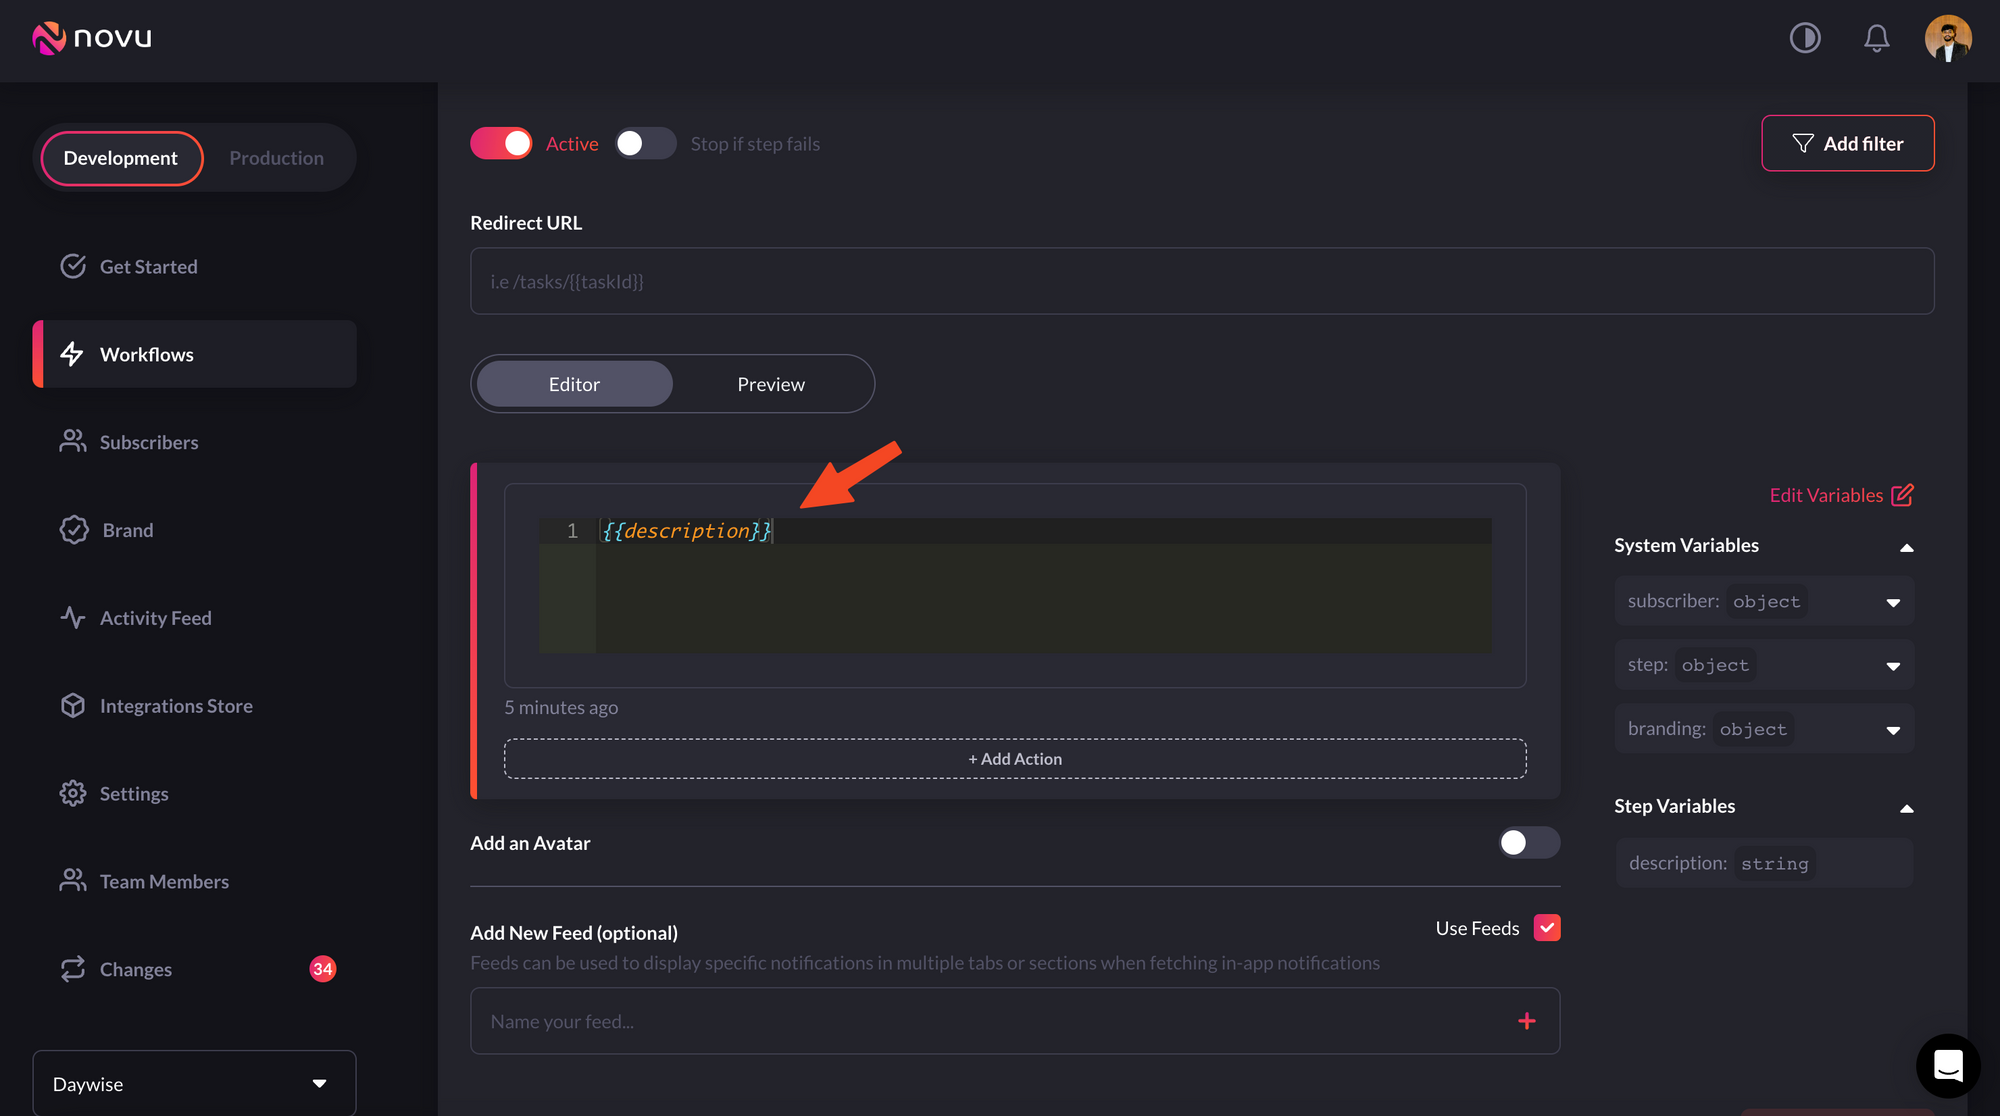 novu
Development
Production
Get Started
Workflows
Subscribers
Brand
Activity Feed
Integrations Store
Settings
Team Members
Changes
34
Daywise
Active
Stop if step fails
Add filter
Redirect URL
i.e /tasks/{{taskId}}
Editor
Preview
1 {{description}}
5 minutes ago
+ Add Action
Add an Avatar
Add New Feed (optional)
Use Feeds
Feeds can be used to display specific notifications in multiple tabs or sections when fetching in-app notifications
Name your feed...
Edit Variables
System Variables
subscriber: object
step: object
branding: object
Step Variables
description: string